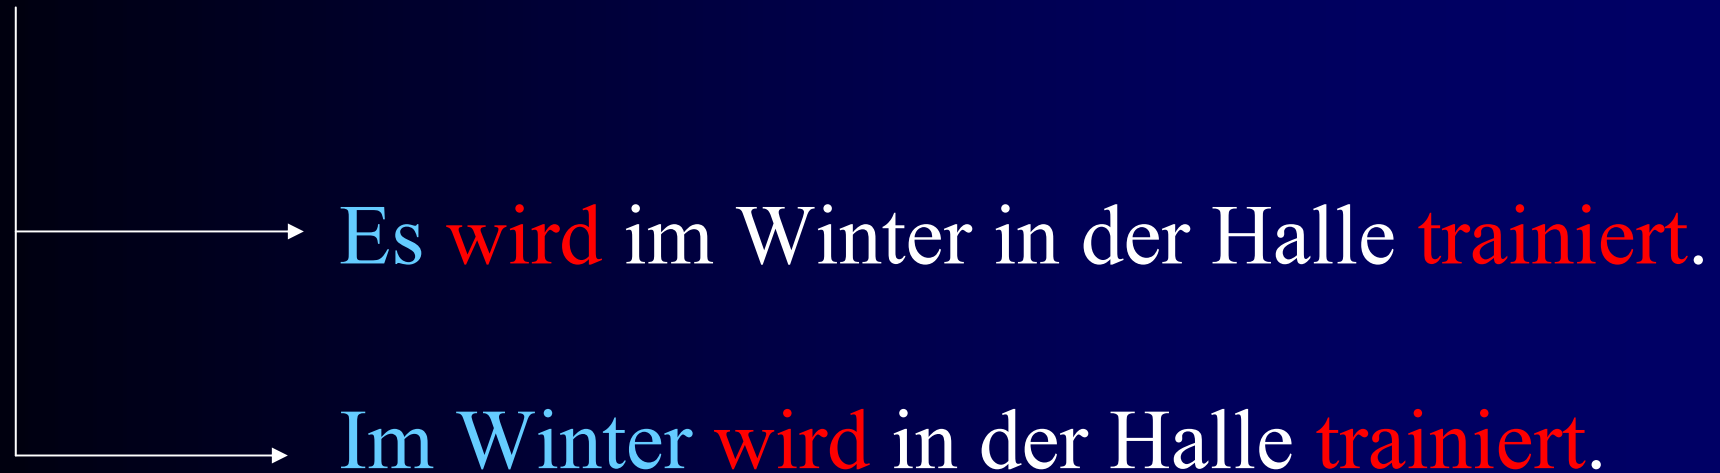 Es wird im Winter in der Halle trainiert.
Im Winter wird in der Halle trainiert.